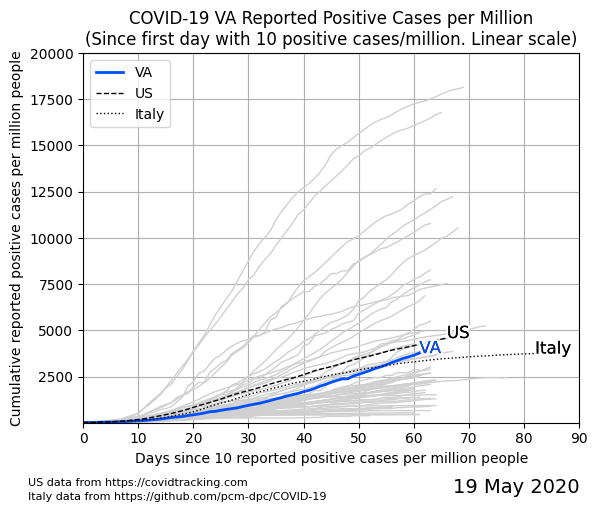 COVID-19 VA Reported Positive Cases per Million
(Since first day with 10 positive cases/million. Linear scale)
Cumulative reported positive cases per million people
20000
17500
15000
12500
10000
7500
5000
2500
VA
US
Italy
US
VA
Italy
0 10 20 30 40 50 60 70 80 90
Days since 10 reported positive cases per million people
US data from https://covidtracking.com
Italy data from https://github.com/pcm-dpc/COVID-19
19 May 2020